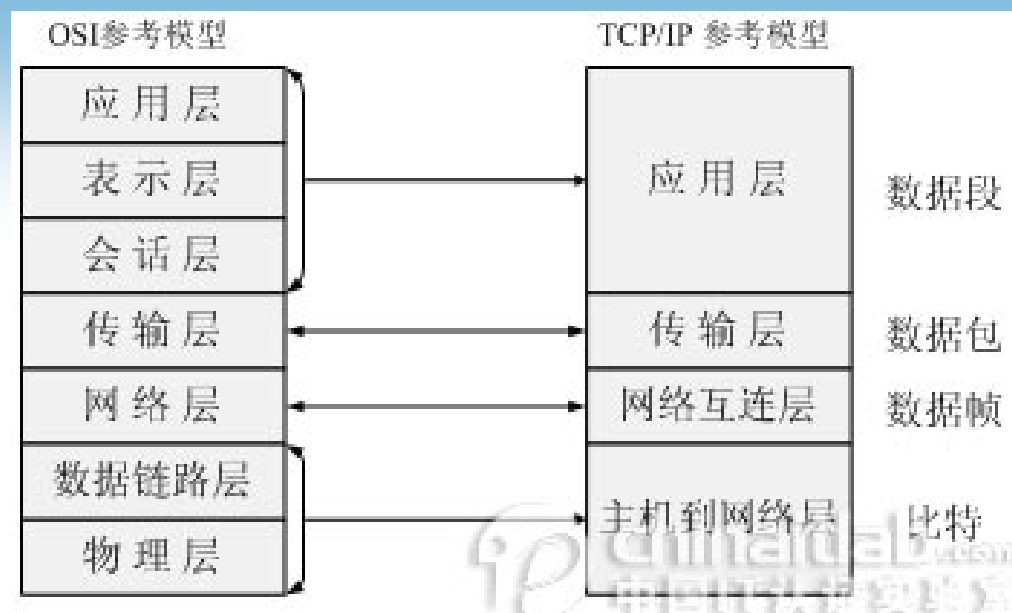 OSI参考模型
TCP/IP 参考模型
应用层
表示层
会话层
传输层
网络层
数据链路层
物理层
应用层
传输层
网络互连层
主机到网络层
数据段
数据包
数据帧
比特